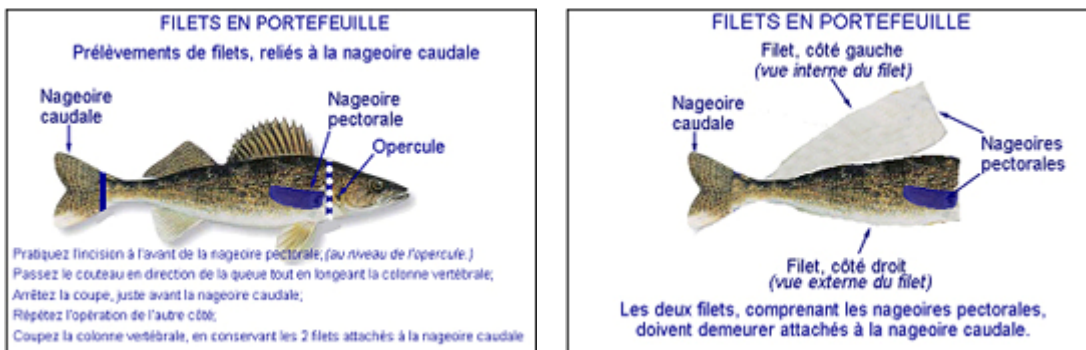 FILETS EN PORTEFEUILLE
Prélèvements de filets, reliés à la nageoire caudale
Nageoire
caudale
Nageoire
pectorale
Opercule
Pratiquez l'incision à l'avant de la nageoire pectorale; (au niveau de l'opercule.)
Passez le couteau en direction de la queue tout en longeant la colonne vertébrale;
Arrêtez la coupe, juste avant la nageoire caudale;
Répétez l'opération de l'autre côté;
Coupez la colonne vertébrale, en conservant les 2 filets attachés à la nageoire caudale
FILETS EN PORTEFEUILLE
Filet, côté gauche
(vue interne du filet)
Nageoire
caudale
Nageoires
pectorales
Filet, côté droit
(vue externe du filet)
Les deux filets, comprenant les nageoires pectorales,
doivent demeurer attachés à la nageoire caudale.